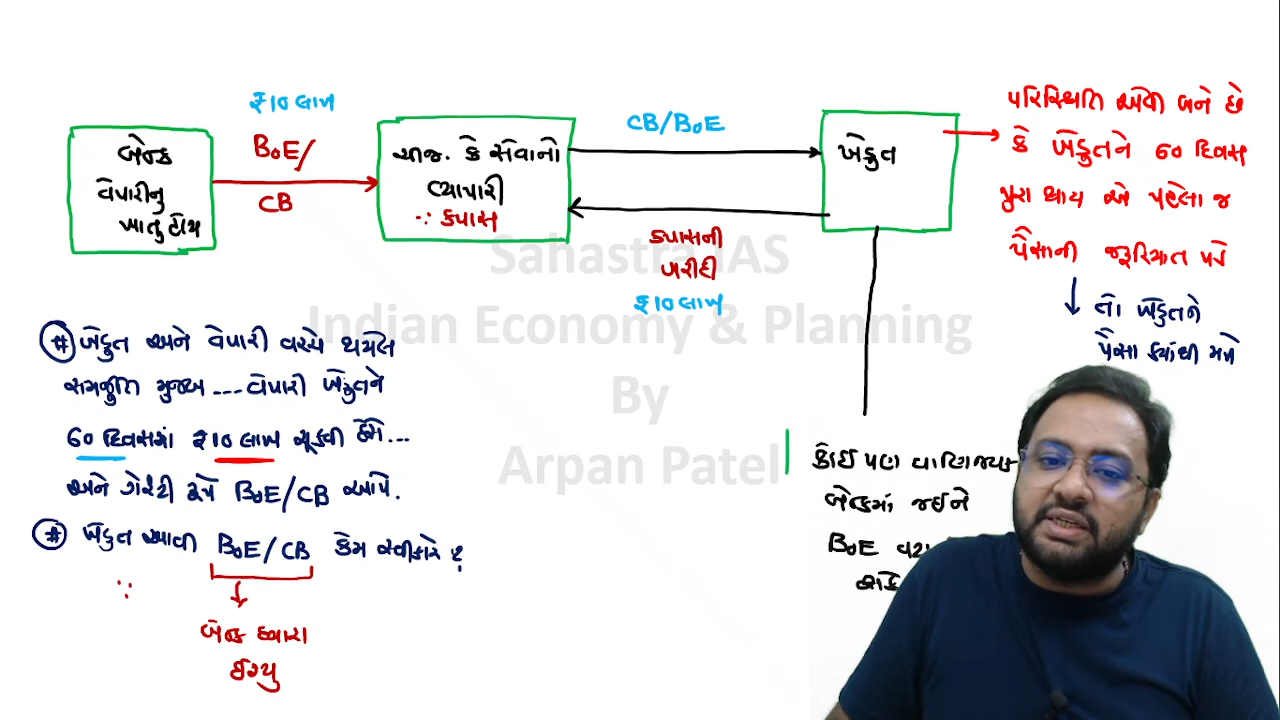 ₹10 લાખ
BoE/
CB
બેન્ક
વેપારીનુ
ખાતુ હોય
ચીજ. કે સેવાનો
વ્યાપારી
∵ કપાસ
CB/BoE
કપાસની
ખરીદી
₹10 લાખ
ખેડુત
પરિસ્થિતિ એવી બને છે
કે ખેડુતને 60 દિવસ
પુરા થાય એ પહેલા જ
પૈસાની જરૂરિયાત પડે
તો ખેડુતને
પૈસા ક્યાંથી મળે
Sahastra IAS
Indian Economy & Planning
By
Arpan Patel
# ખેડુત અને વેપારી વચ્ચે થયેલ
સમજુતિ મુજબ ... વેપારી ખેડુતને
60 દિવસમાં ₹10 લાખ ચૂકવી દેશે...
અને ગેરંટી રૂપે BoE/CB આપે.
# ખેડુત આવી BoE/CB કેમ સ્વીકારે ?
∵
બેન્ક દ્વારા
ઈશ્યુ
કોઈ પણ વાણિજ્ય
બેન્કમાં જઈને
BoE